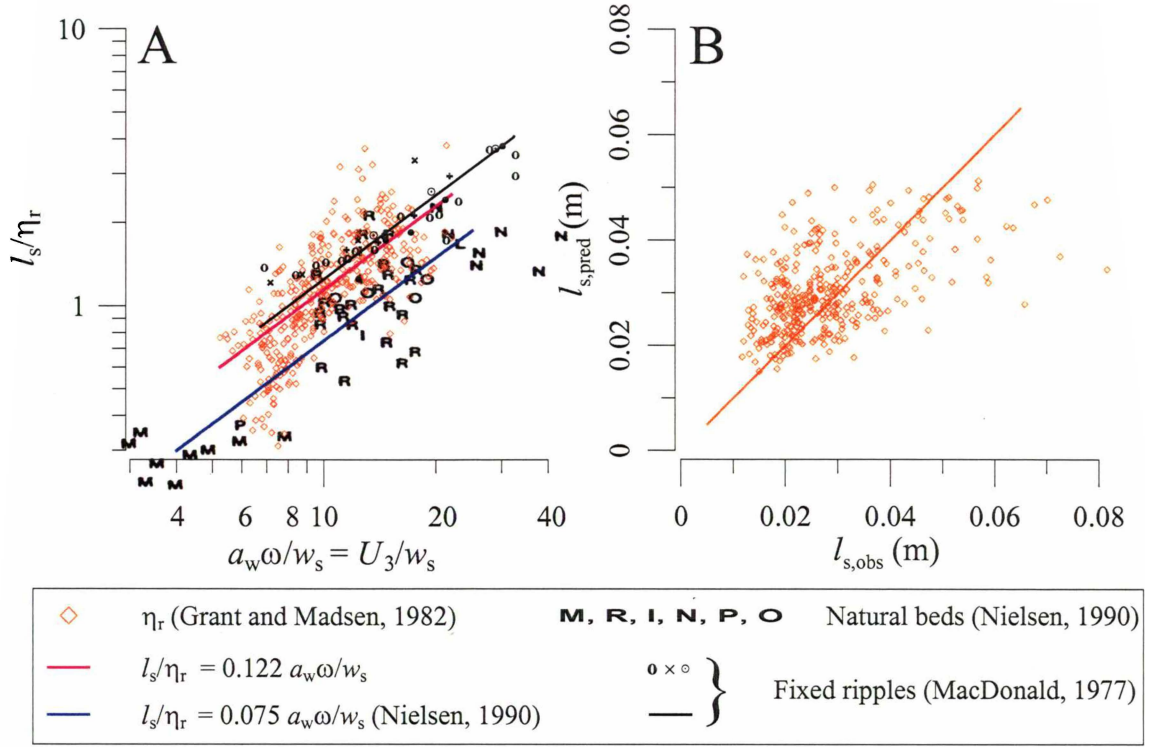 10
A
1
l_s/η_r
4 6 8 10 20 40
a_wω/w_s = U_3/w_s
B
0.08
0.06
0.04
0.02
0
l_s,pred (m)
0 0.02 0.04 0.06 0.08
l_s,obs (m)
η_r (Grant and Madsen, 1982)
M, R, I, N, P, O Natural beds (Nielsen, 1990)
l_s/η_r = 0.122 a_wω/w_s
l_s/η_r = 0.075 a_wω/w_s (Nielsen, 1990)
o × ⊙ } Fixed ripples (MacDonald, 1977)